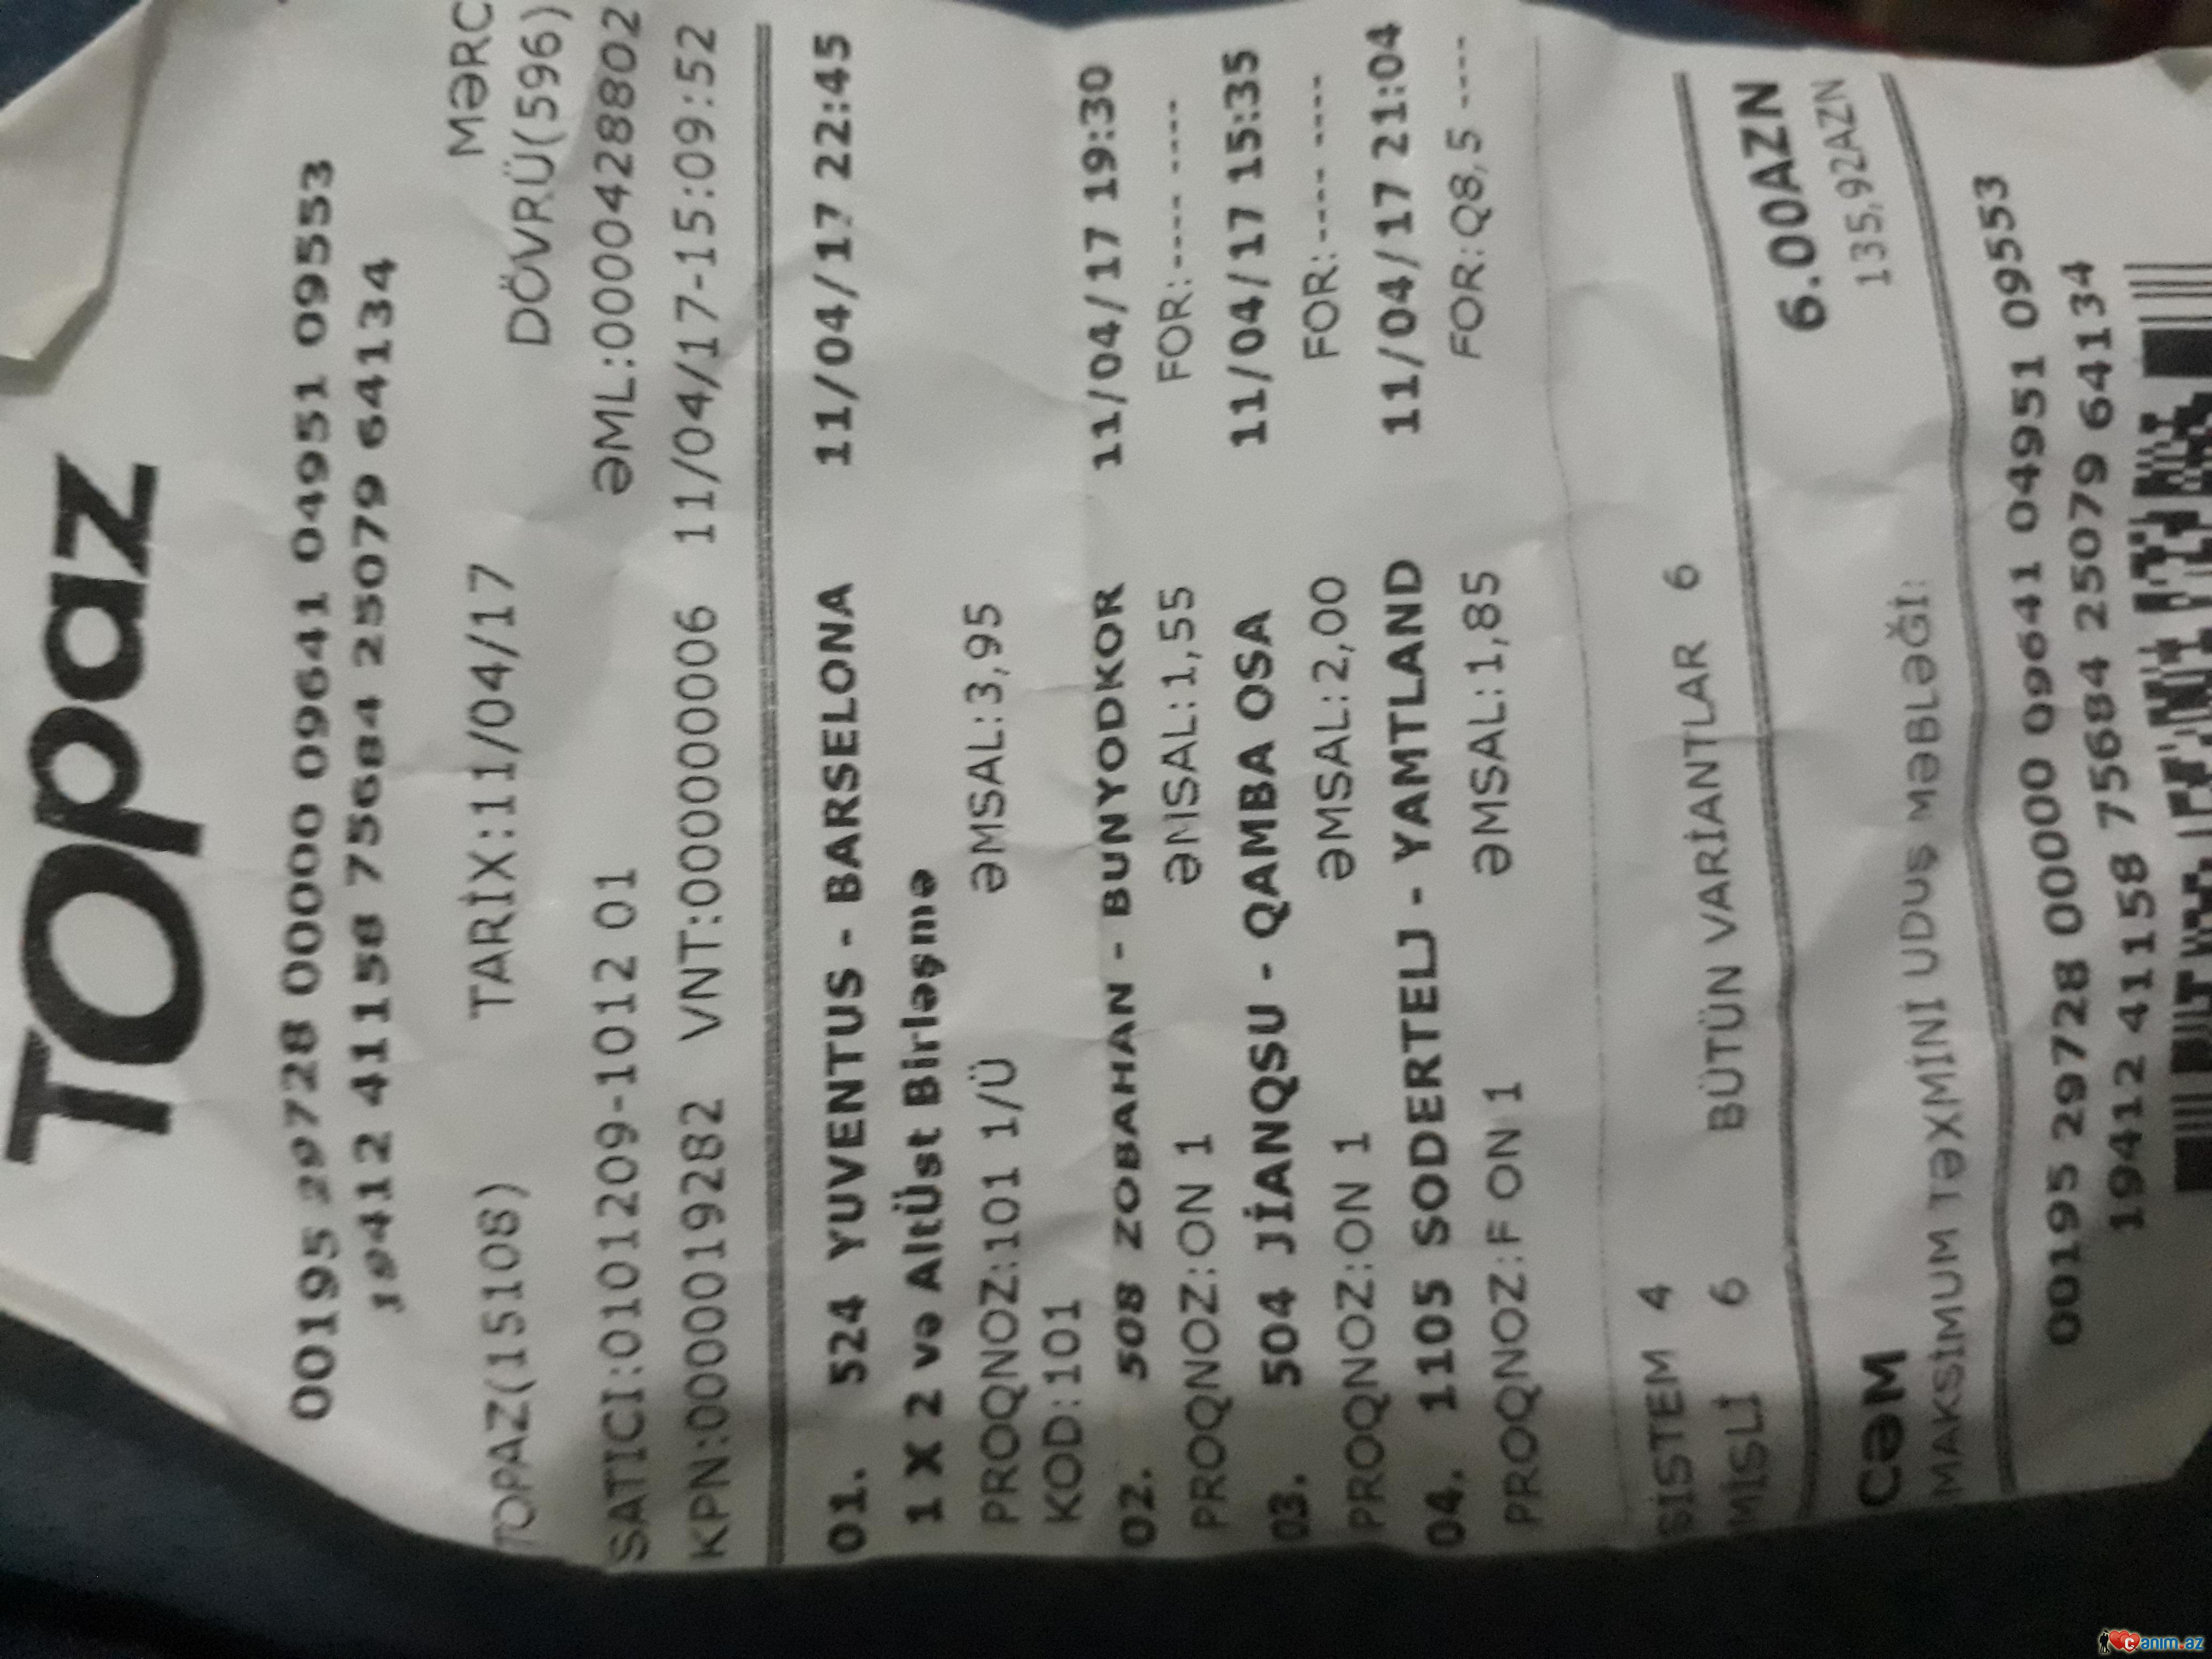 TOPaz
00195 29728 00000 09641 04951 09553
19412 41158 75684 25079 64134
MƏRC
TOPAZ(15108) TARİX:11/04/17 DÖVRÜ(596)
SATICI:0101209-1012 01 ƏML:00004288802
KPN:00000019282 VNT:0000000006 11/04/17-15:09:52
01. 524 YUVENTUS - BARSELONA 11/04/17 22:45
1 X 2 və AltÜst Birləşmə
PROQNOZ:101 1/Ü ƏMSAL:3,95
KOD:101
02. 508 ZOBAHAN - BUNYODKOR 11/04/17 19:30
PROQNOZ:ON 1 ƏMSAL:1,55 FOR:---- ----
03. 504 JİANQSU - QAMBA OSA 11/04/17 15:35
PROQNOZ:ON 1 ƏMSAL:2,00 FOR:---- ----
04. 1105 SODERTELJ - YAMTLAND 11/04/17 21:04
PROQNOZ:F ON 1 ƏMSAL:1,85 FOR:Q8,5 ----
SİSTEM 4
MİSLİ 6 BÜTÜN VARİANTLAR 6
CƏM 6.00AZN
MAKSİMUM TƏXMİNİ UDUŞ MƏBLƏĞİ: 135,92AZN
00195 29728 00000 09641 04951 09553
19412 41158 75684 25079 64134
canim.az